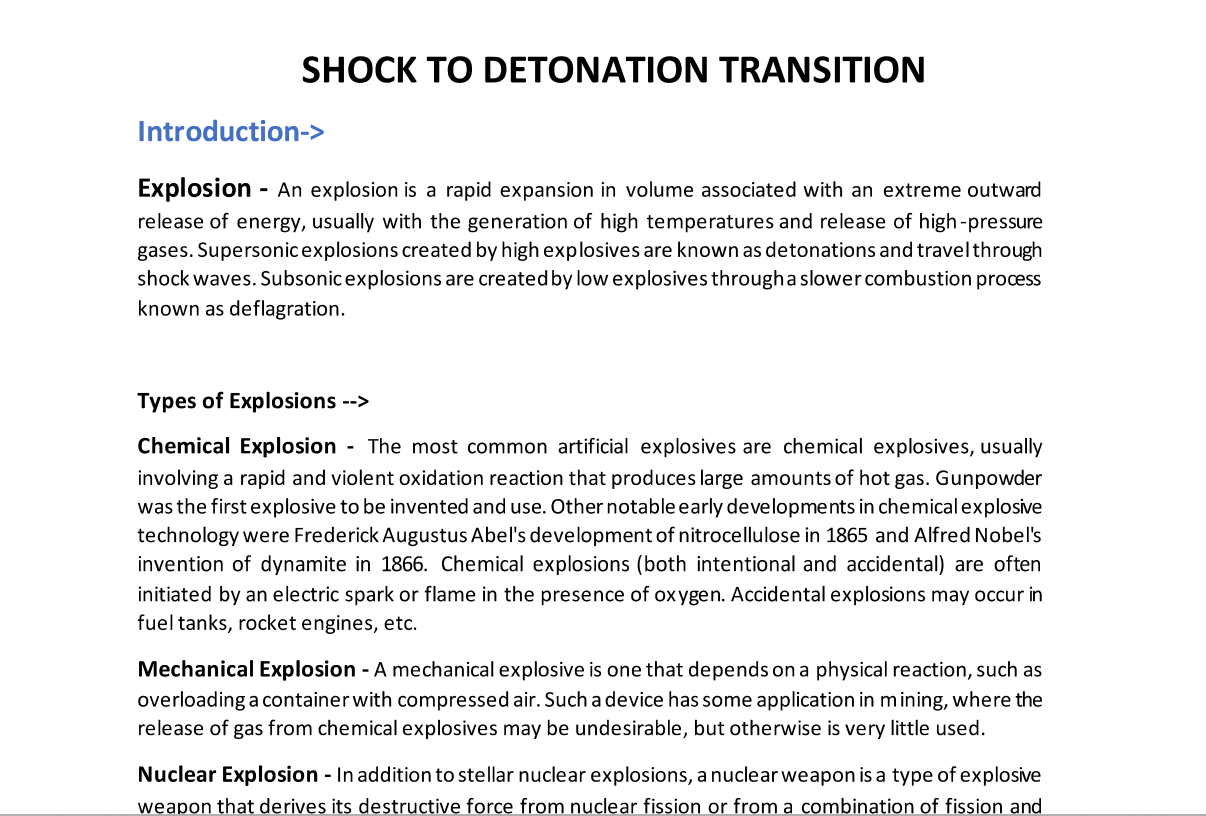 SHOCK TO DETONATION TRANSITION
Introduction->
Explosion - An explosion is a rapid expansion in volume associated with an extreme outward
release of energy, usually with the generation of high temperatures and release of high-pressure
gases. Supersonic explosions created by high explosives are known as detonations and travel through
shock waves. Subsonic explosions are created by low explosives through a slower combustion process
known as deflagration.
Types of Explosions -->
Chemical Explosion - The most common artificial explosives are chemical explosives, usually
involving a rapid and violent oxidation reaction that produces large amounts of hot gas. Gunpowder
was the first explosive to be invented and use. Other notable early developments in chemical explosive
technology were Frederick Augustus Abel's development of nitrocellulose in 1865 and Alfred Nobel's
invention of dynamite in 1866. Chemical explosions (both intentional and accidental) are often
initiated by an electric spark or flame in the presence of oxygen. Accidental explosions may occur in
fuel tanks, rocket engines, etc.
Mechanical Explosion - A mechanical explosive is one that depends on a physical reaction, such as
overloading a container with compressed air. Such a device has some application in mining, where the
release of gas from chemical explosives may be undesirable, but otherwise is very little used.
Nuclear Explosion - In addition to stellar nuclear explosions, a nuclear weapon is a type of explosive
weapon that derives its destructive force from nuclear fission or from a combination of fission and